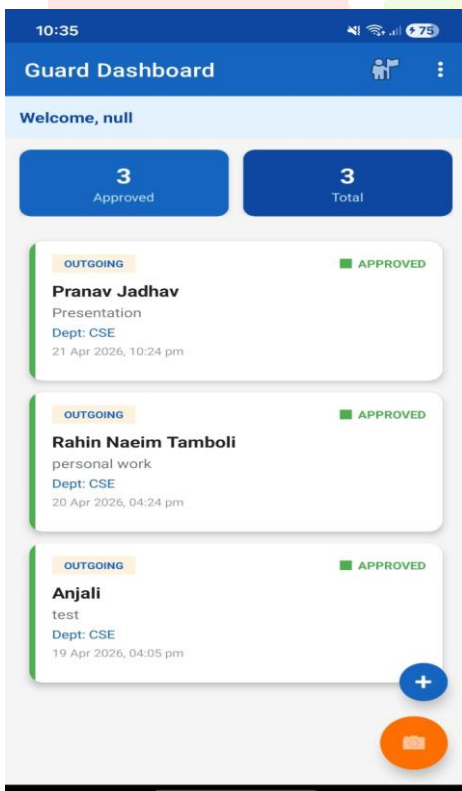 10:35
75
Guard Dashboard
Welcome, null
3
Approved
3
Total
OUTGOING
APPROVED
Pranav Jadhav
Presentation
Dept: CSE
21 Apr 2026, 10:24 pm
OUTGOING
APPROVED
Rahin Naeim Tamboli
personal work
Dept: CSE
20 Apr 2026, 04:24 pm
OUTGOING
APPROVED
Anjali
test
Dept: CSE
19 Apr 2026, 04:05 pm
+